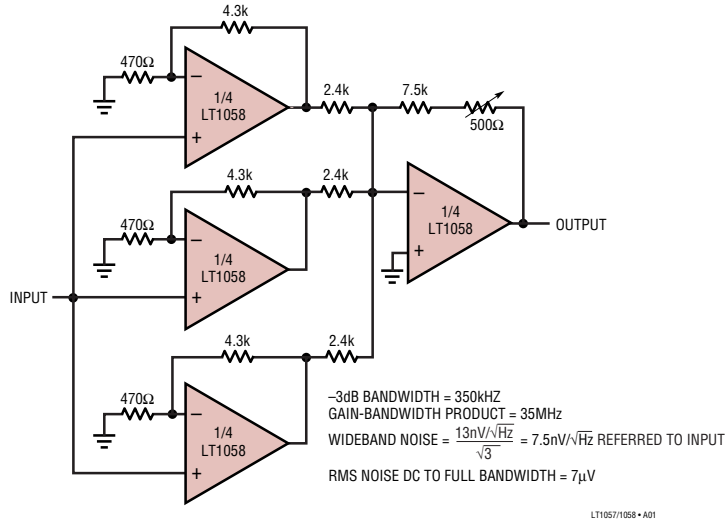 4.3k
470Ω
–
1/4
LT1058
+
2.4k
7.5k
500Ω
4.3k
2.4k
470Ω
–
1/4
LT1058
+
–
1/4
LT1058
+
OUTPUT
INPUT
4.3k
2.4k
470Ω
–
1/4
LT1058
+
–3dB BANDWIDTH = 350kHZ
GAIN-BANDWIDTH PRODUCT = 35MHz
WIDEBAND NOISE = 13nV/√Hz / √3 = 7.5nV/√Hz REFERRED TO INPUT
RMS NOISE DC TO FULL BANDWIDTH = 7µV
LT1057/1058 • A01